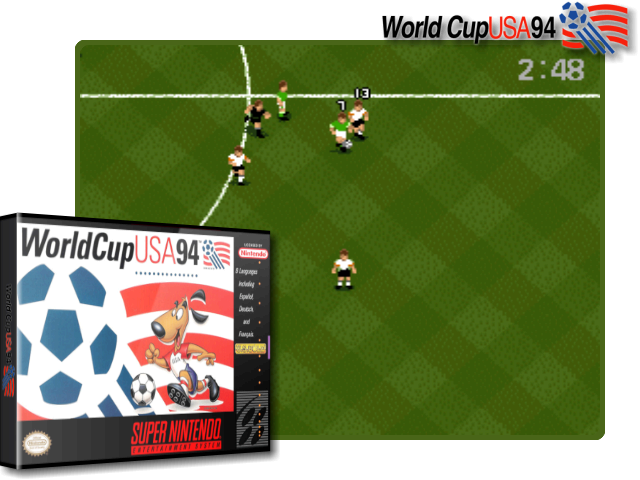 World CupUSA94
2:48
13
7
WorldCupUSA94
LICENSED BY
Nintendo
8 Languages
Including
Español,
Deutsch,
and
Français.
WorldCupUSA94
SUPER NINTENDO
ENTERTAINMENT SYSTEM